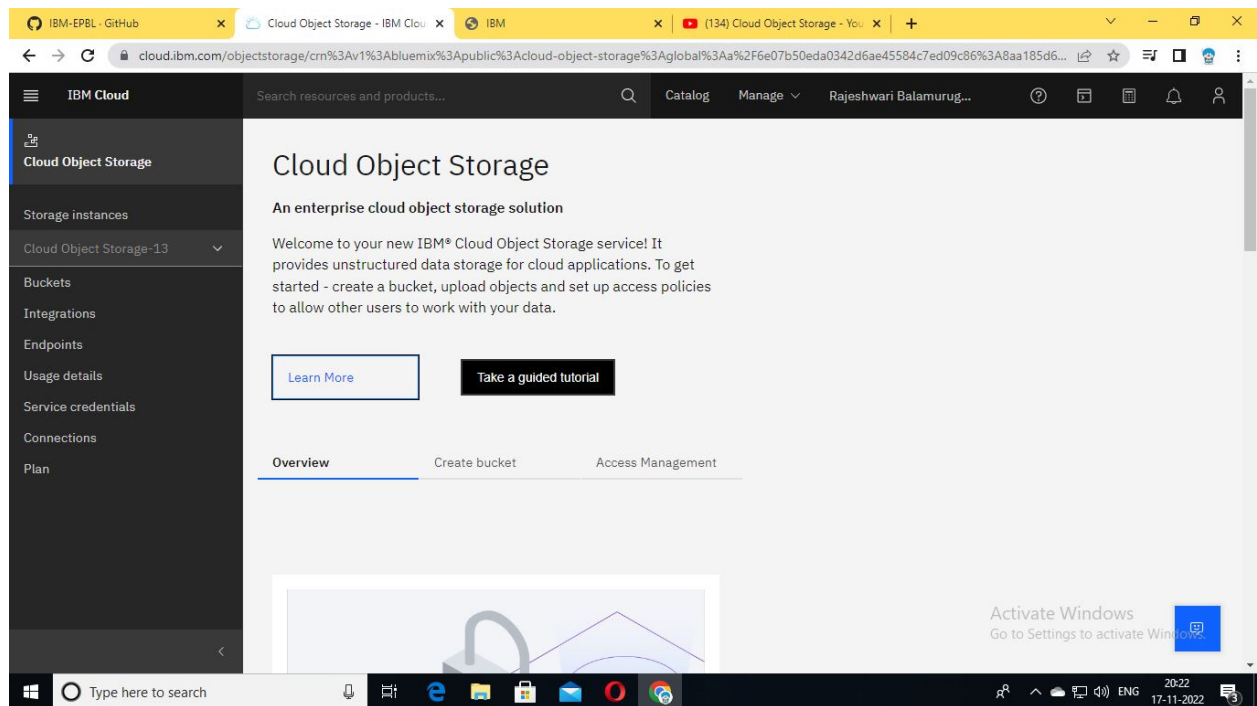 IBM-EPBL · GitHub
Cloud Object Storage - IBM Clou
IBM
(134) Cloud Object Storage - You
cloud.ibm.com/objectstorage/crn%3Av1%3Abluemix%3Apublic%3Acloud-object-storage%3Aglobal%3Aa%2F6e07b50eda0342d6ae45584c7ed09c86%3A8aa185d6...
IBM Cloud
Search resources and products...
Catalog
Manage
Rajeshwari Balamurug...
Cloud Object Storage
Storage instances
Cloud Object Storage-13
Buckets
Integrations
Endpoints
Usage details
Service credentials
Connections
Plan
Cloud Object Storage
An enterprise cloud object storage solution
Welcome to your new IBM® Cloud Object Storage service! It
provides unstructured data storage for cloud applications. To get
started - create a bucket, upload objects and set up access policies
to allow other users to work with your data.
Learn More
Take a guided tutorial
Overview
Create bucket
Access Management
Activate Windows
Go to Settings to activate Windows.
Type here to search
ENG
20:22
17-11-2022
3